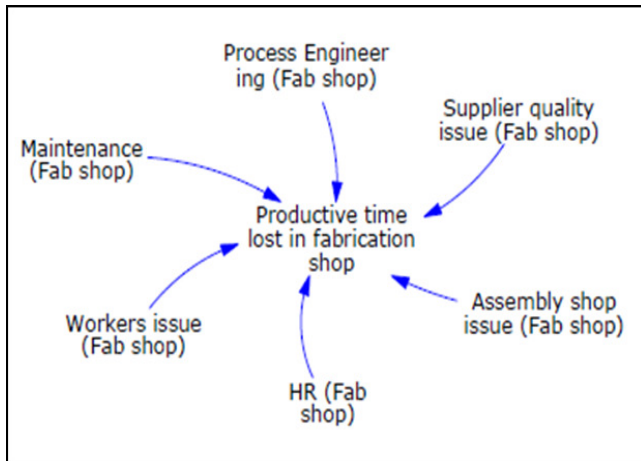 Process Engineer
ing (Fab shop)
Supplier quality
issue (Fab shop)
Maintenance
(Fab shop)
Productive time
lost in fabrication
shop
Workers issue
(Fab shop)
Assembly shop
issue (Fab shop)
HR (Fab
shop)